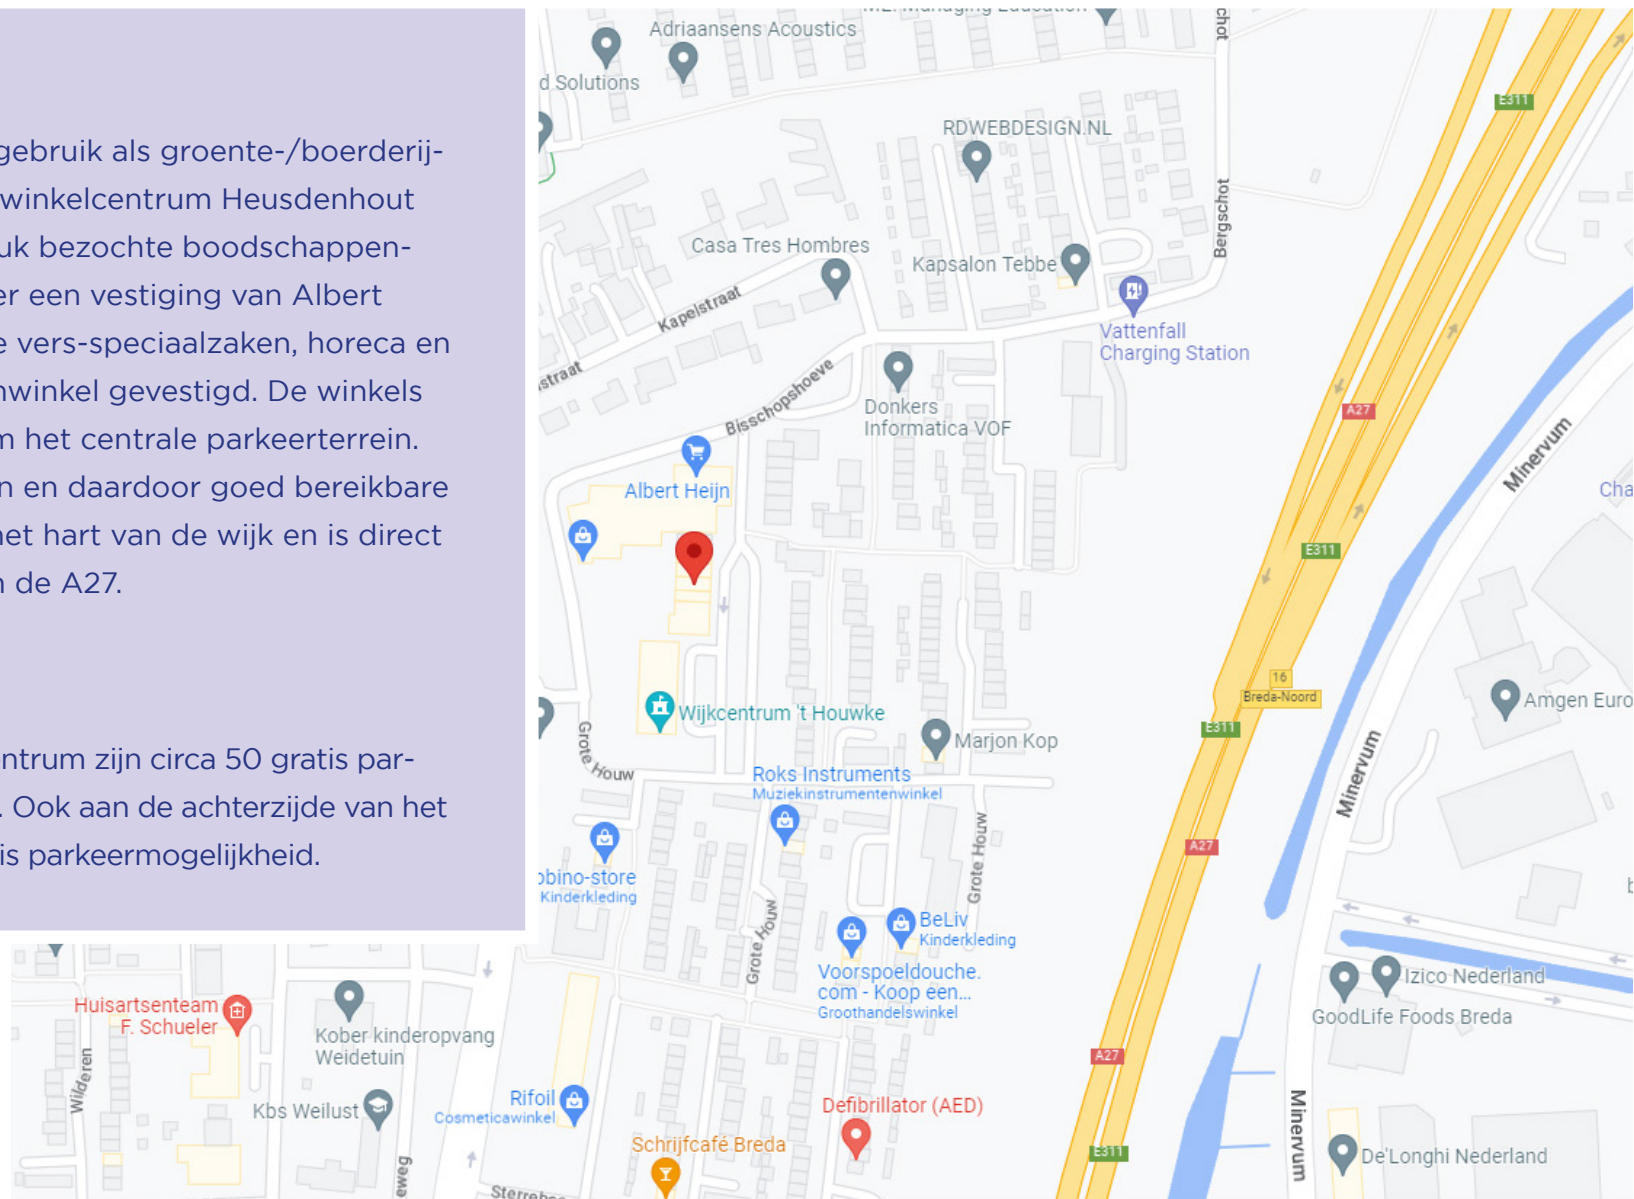 gebruik als groente-/boerderij-
winkelcentrum Heusdenhout
uk bezochte boodschappen-
er een vestiging van Albert
e vers-speciaalzaken, horeca en
nwinkel gevestigd. De winkels
m het centrale parkeerterrein.
n en daardoor goed bereikbare
het hart van de wijk en is direct
n de A27.
entrum zijn circa 50 gratis par-
. Ook aan de achterzijde van het
is parkeermogelijkheid.
Adriaansens Acoustics
d Solutions
chot
E311
RDWEBDESIGN.NL
Casa Tres Hombres
Kapsalon Tebbe
Bergschot
Kapelstraat
Vattenfall
Charging Station
straat
Bisschopshoeve
Donkers
Informatica VOF
A27
Minervum
Albert Heijn
Cha
E311
16
Breda-Noord
Amgen Euro
E311
Wijkcentrum 't Houwke
Marjon Kop
Grote Houw
Minervum
Roks Instruments
Muziekinstrumentenwinkel
Grote Houw
A27
obino-store
Kinderkleding
BeLiv
Kinderkleding
Grote Houw
Voorspoeldouche.
com - Koop een...
Groothandelswinkel
Izico Nederland
GoodLife Foods Breda
Huisartsenteam
F. Schueler
Kober kinderopvang
Weidetuin
Wilderen
A27
Kbs Weilust
Rifoil
Cosmeticawinkel
Defibrillator (AED)
Minervum
Schrijfcafé Breda
E311
De'Longhi Nederland
eweg